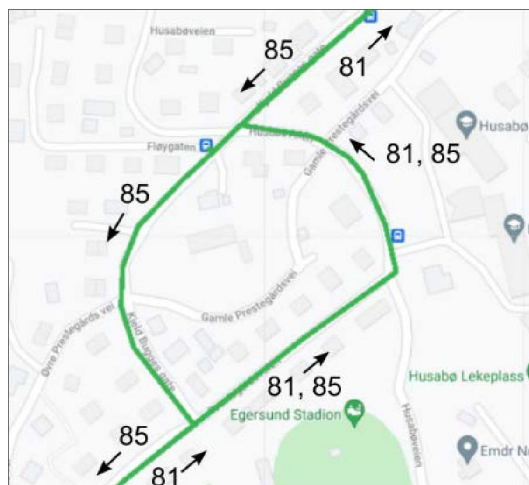 85
Husabøveien
81
Husabø
Fløygaten
Gamle Prestegårdsvei
81, 85
85
Gamle Prestegårdsvei
Øvre Prestegårds vei
Kjeld Bugges gate
81, 85
Husabø Lekeplass
Egersund Stadion
Husabøveien
85
81
Emdr N